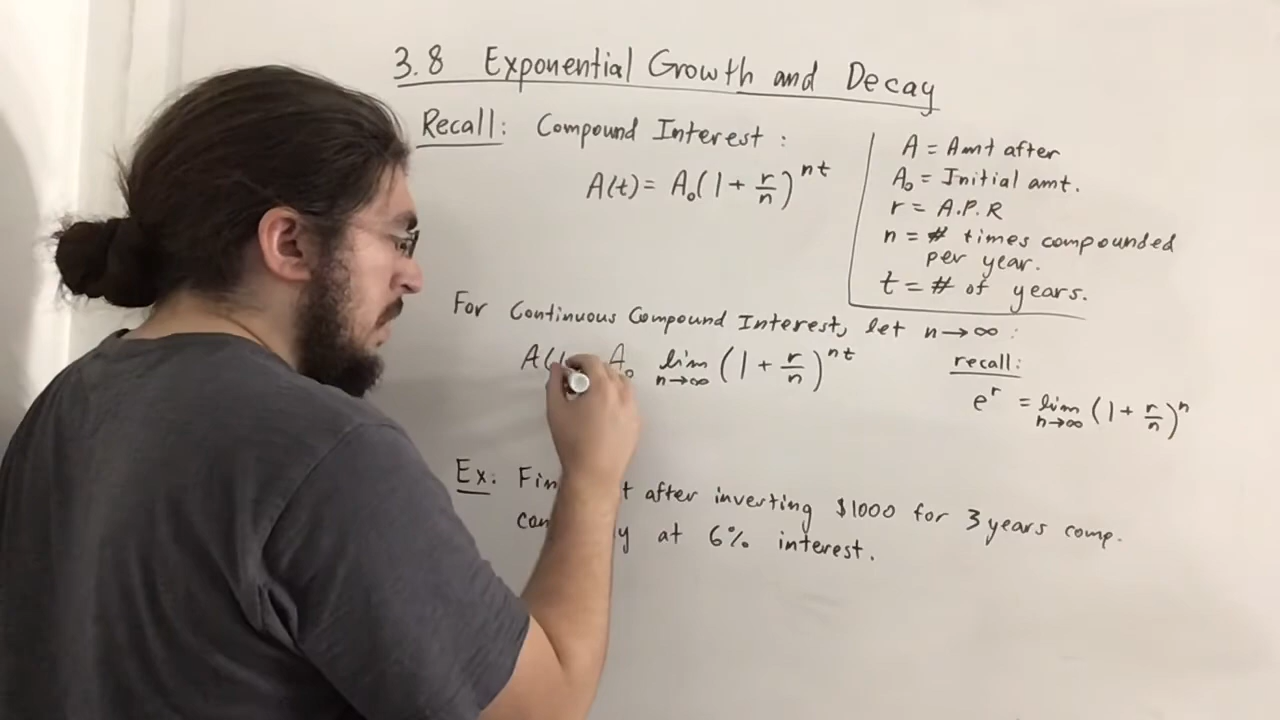 3.8 Exponential Growth and Decay
Recall: Compound Interest:
A(t) = A₀(1 + r/n)^nt
A = Amt after
A₀ = Initial amt.
r = A.P.R
n = # times compounded
per year.
t = # of years.
For Continuous Compound Interest, let n→∞:
A( A₀ lim n→∞ (1 + r/n)^nt
recall:
e^r = lim n→∞ (1 + r/n)^n
Ex: after inverting $1000 for 3 years comp.
at 6% interest.